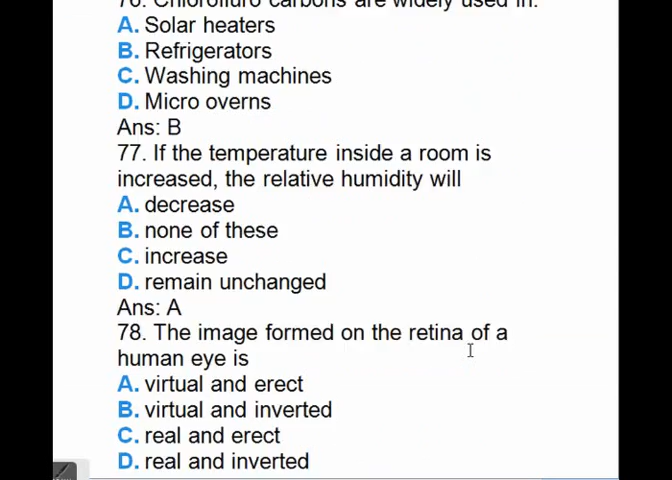 76. Chlorofluro carbons are widely used in:
A. Solar heaters
B. Refrigerators
C. Washing machines
D. Micro overns
Ans: B
77. If the temperature inside a room is
increased, the relative humidity will
A. decrease
B. none of these
C. increase
D. remain unchanged
Ans: A
78. The image formed on the retina of a
human eye is
A. virtual and erect
B. virtual and inverted
C. real and erect
D. real and inverted